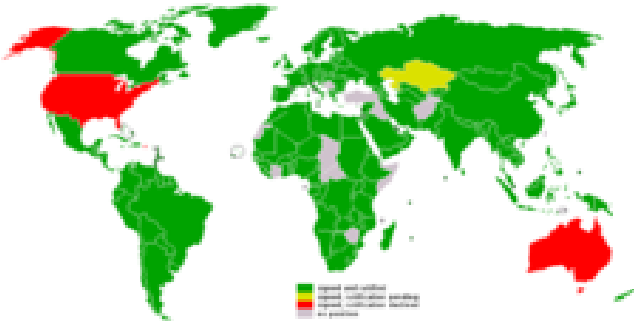 signed and ratified
signed, ratification pending
signed, ratification declined
no position